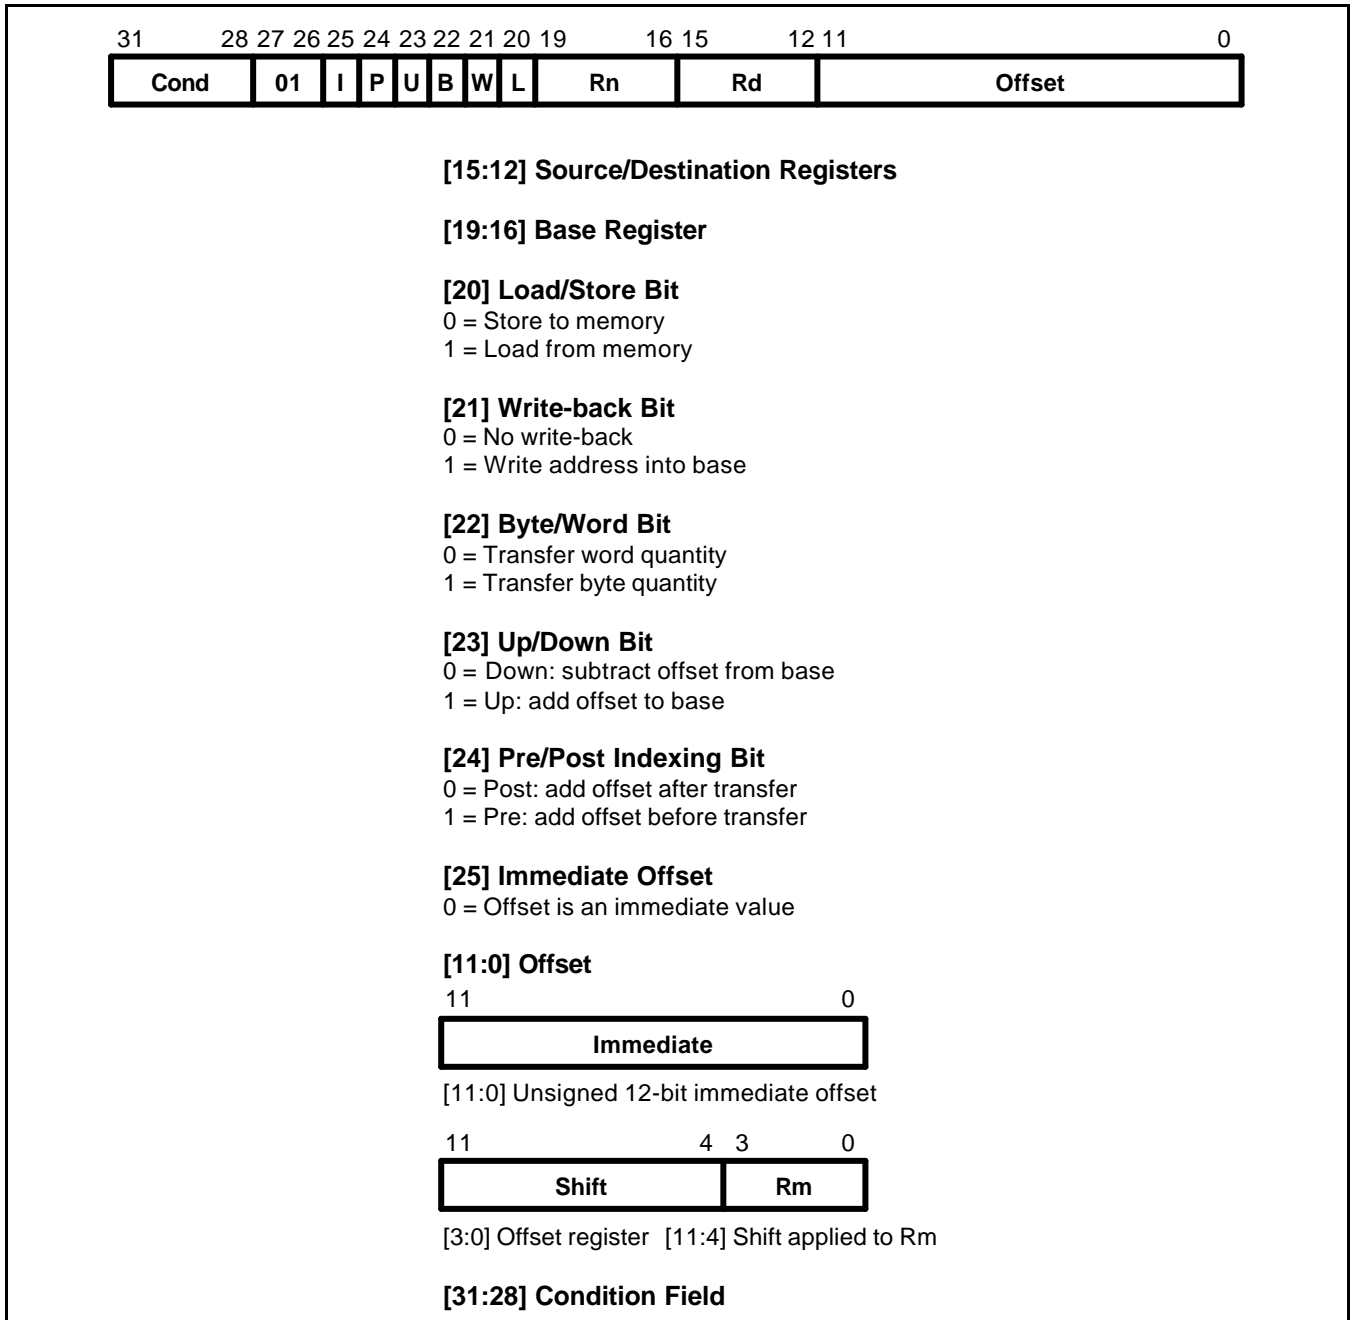 31 28 27 26 25 24 23 22 21 20 19 16 15 12 11 0
Cond 01 I P U B W L Rn Rd Offset
[15:12] Source/Destination Registers
[19:16] Base Register
[20] Load/Store Bit
0 = Store to memory
1 = Load from memory
[21] Write-back Bit
0 = No write-back
1 = Write address into base
[22] Byte/Word Bit
0 = Transfer word quantity
1 = Transfer byte quantity
[23] Up/Down Bit
0 = Down: subtract offset from base
1 = Up: add offset to base
[24] Pre/Post Indexing Bit
0 = Post: add offset after transfer
1 = Pre: add offset before transfer
[25] Immediate Offset
0 = Offset is an immediate value
[11:0] Offset
11 0
Immediate
[11:0] Unsigned 12-bit immediate offset
11 4 3 0
Shift Rm
[3:0] Offset register [11:4] Shift applied to Rm
[31:28] Condition Field